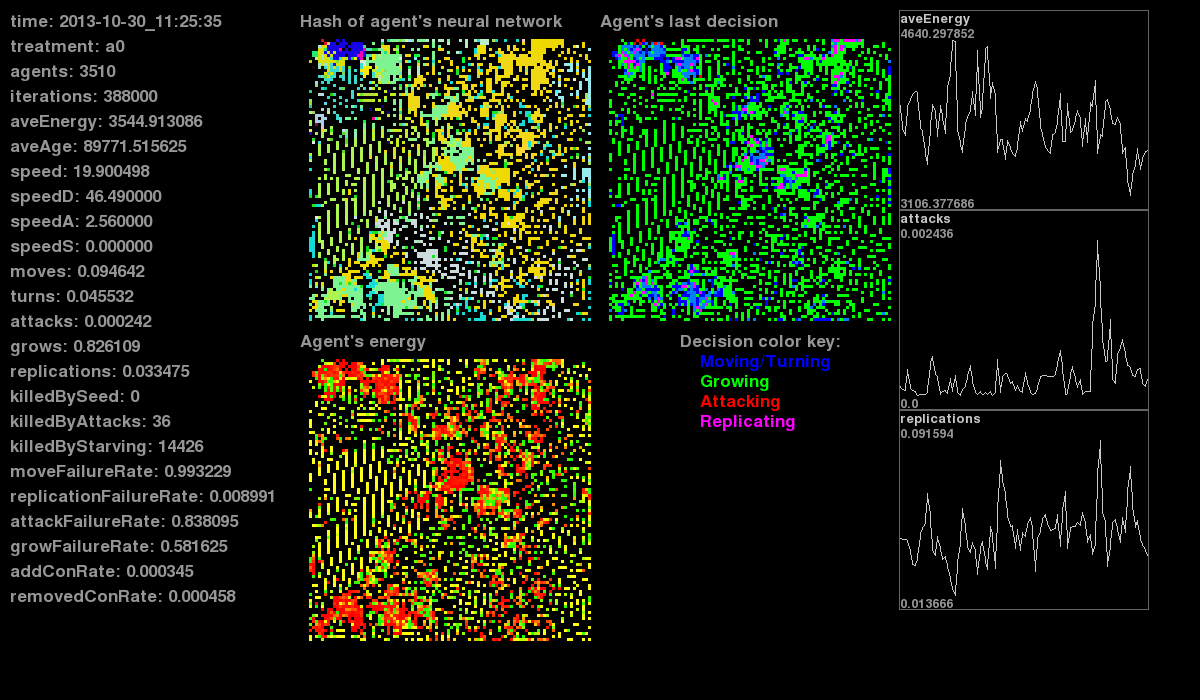 time: 2013-10-30_11:25:35
treatment: a0
agents: 3510
iterations: 388000
aveEnergy: 3544.913086
aveAge: 89771.515625
speed: 19.900498
speedD: 46.490000
speedA: 2.560000
speedS: 0.000000
moves: 0.094642
turns: 0.045532
attacks: 0.000242
grows: 0.826109
replications: 0.033475
killedBySeed: 0
killedByAttacks: 36
killedByStarving: 14426
moveFailureRate: 0.993229
replicationFailureRate: 0.008991
attackFailureRate: 0.838095
growFailureRate: 0.581625
addConRate: 0.000345
removedConRate: 0.000458
Hash of agent's neural network
Agent's last decision
Agent's energy
Decision color key:
Moving/Turning
Growing
Attacking
Replicating
aveEnergy
4640.297852
3106.377686
attacks
0.002436
0.0
replications
0.091594
0.013666